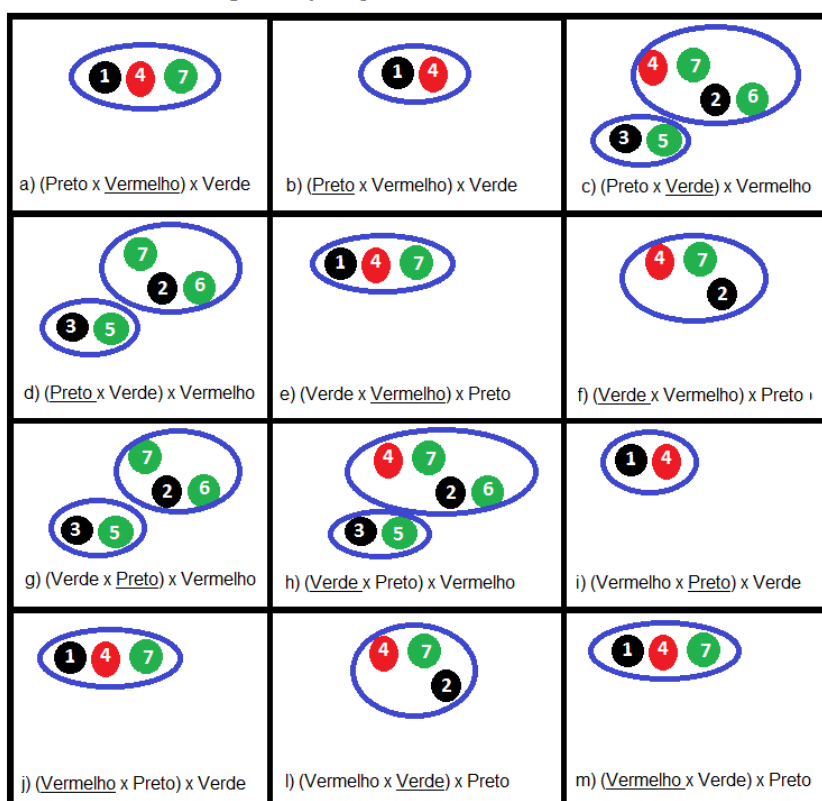 1 4 7
a) (Preto x Vermelho) x Verde
1 4
b) (Preto x Vermelho) x Verde
4 7
2 6
3 5
c) (Preto x Verde) x Vermelho
7
2 6
3 5
d) (Preto x Verde) x Vermelho
1 4 7
e) (Verde x Vermelho) x Preto
4 7
2
f) (Verde x Vermelho) x Preto
7
2 6
3 5
g) (Verde x Preto) x Vermelho
4 7
2 6
3 5
h) (Verde x Preto) x Vermelho
1 4
i) (Vermelho x Preto) x Verde
1 4 7
j) (Vermelho x Preto) x Verde
4 7
2
l) (Vermelho x Verde) x Preto
1 4 7
m) (Vermelho x Verde) x Preto